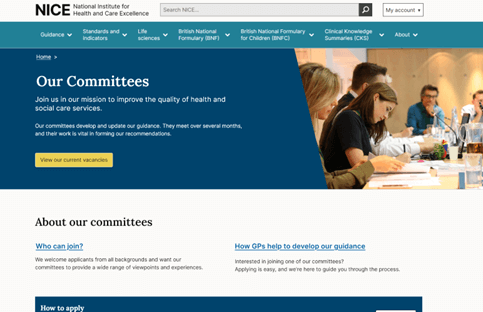 NICE National Institute for
Health and Care Excellence
Search NICE...
My account
Guidance
Standards and
Indicators
Life
sciences
British National
Formulary (BNF)
British National Formulary
for Children (BNFC)
Clinical Knowledge
Summaries (CKS)
About
Home >
Our Committees
Join us in our mission to improve the quality of health and
social care services.
Our committees develop and update our guidance. They meet over several months,
and their work is vital in forming our recommendations.
View our current vacancies
About our committees
Who can join?
We welcome applicants from all backgrounds and want our
committees to provide a wide range of viewpoints and experiences.
How GPs help to develop our guidance
Interested in joining one of our committees?
Applying is easy, and we're here to guide you through the process.
How to apply